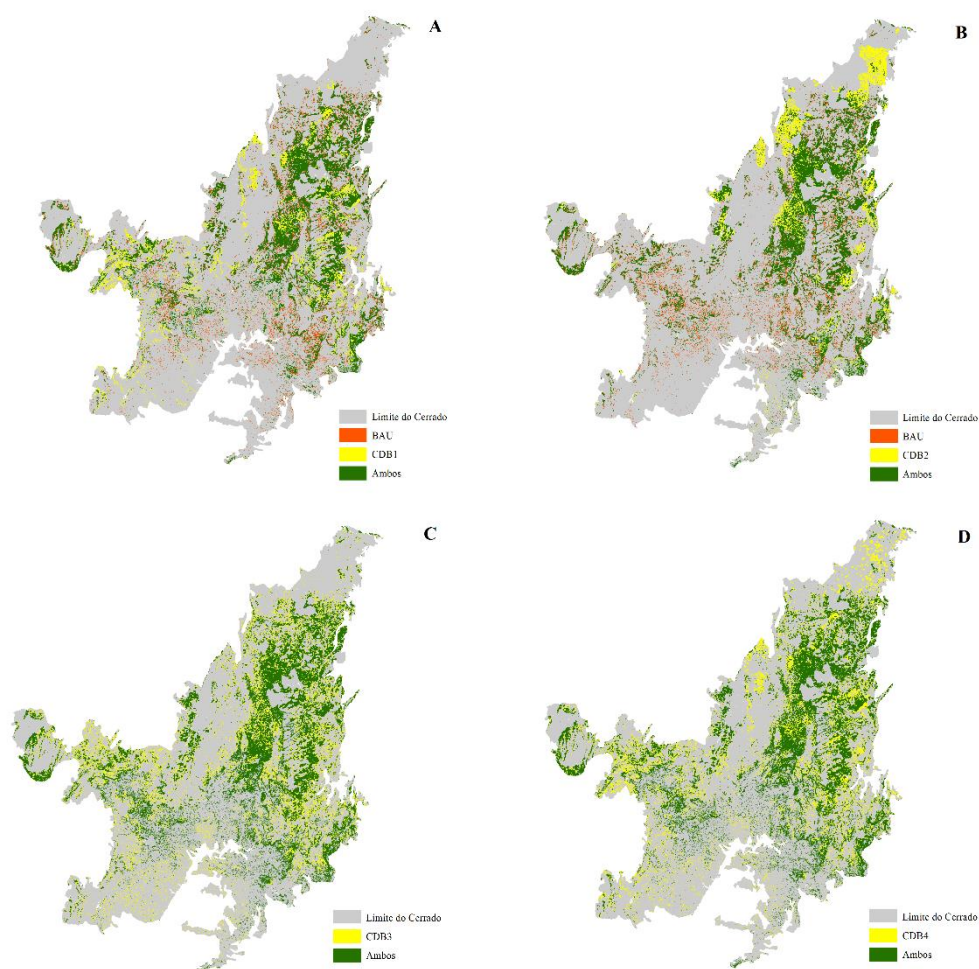 A
Limite do Cerrado
BAU
CDB1
Ambos
B
Limite do Cerrado
BAU
CDB2
Ambos
C
Limite do Cerrado
CDB3
Ambos
D
Limite do Cerrado
CDB4
Ambos